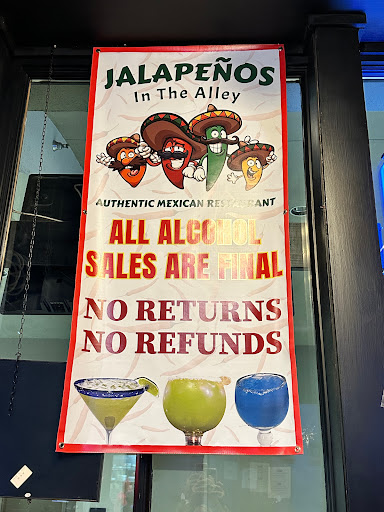 JALAPEÑOS
In The Alley
AUTHENTIC MEXICAN RESTAURANT
ALL ALCOHOL
SALES ARE FINAL
NO RETURNS
NO REFUNDS